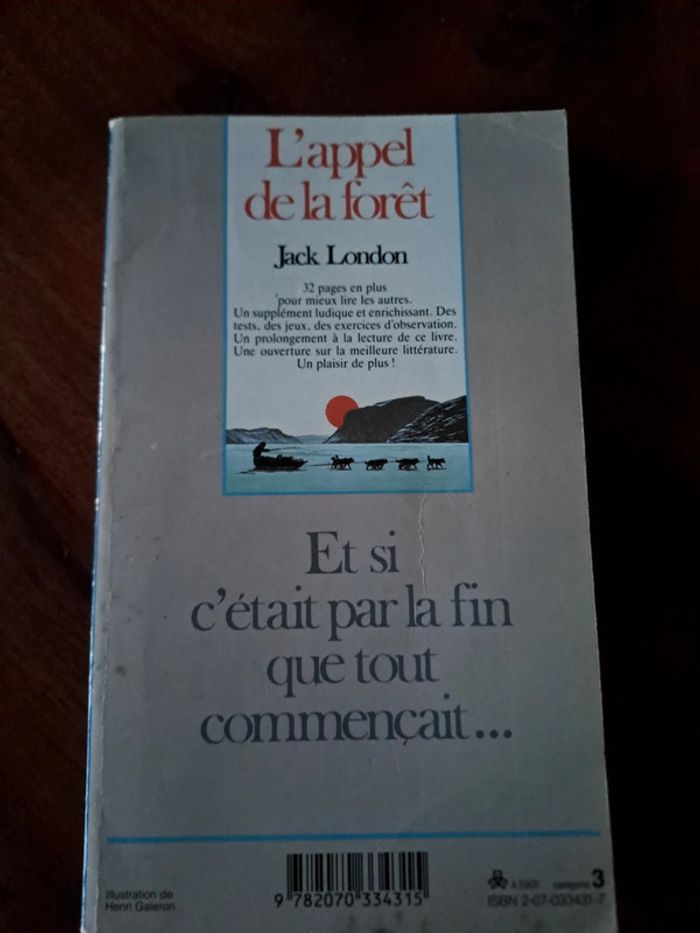 L'appel
de la forêt
Jack London
32 pages en plus
pour mieux lire les autres.
Un supplément ludique et enrichissant. Des
tests, des jeux, des exercices d'observation.
Un prolongement à la lecture de ce livre.
Une ouverture sur la meilleure littérature.
Un plaisir de plus !
Et si
c'était par la fin
que tout
commençait...
Illustration de
Henri Galeron
9 782070 334315
A 33431 catégorie 3
ISBN 2-07-033431-7